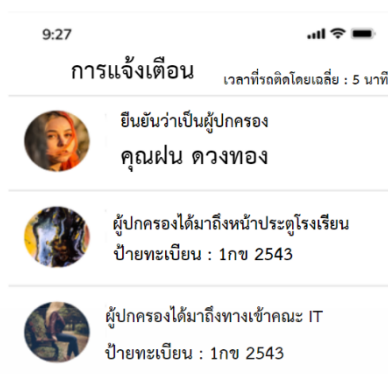 9:27
การแจ้งเตือน
เวลาที่รถติดโดยเฉลี่ย : 5 นาที
ยืนยันว่าเป็นผู้ปกครอง
คุณฝน ดวงทอง
ผู้ปกครองได้มาถึงหน้าประตูโรงเรียน
ป้ายทะเบียน : 1กข 2543
ผู้ปกครองได้มาถึงทางเข้าคณะ IT
ป้ายทะเบียน : 1กข 2543